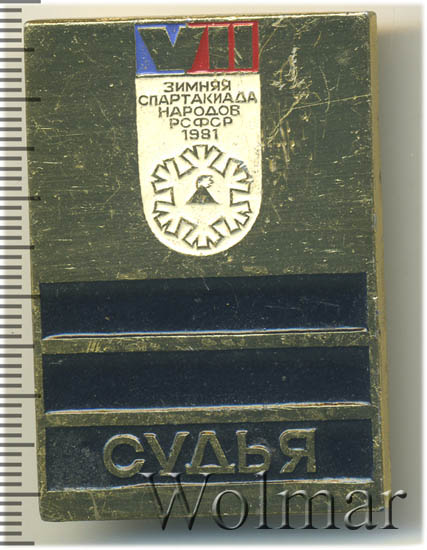 VII
ЗИМНЯЯ
СПАРТАКИАДА
НАРОДОВ
РСФСР
1981
СУДЬЯ
Wolmar